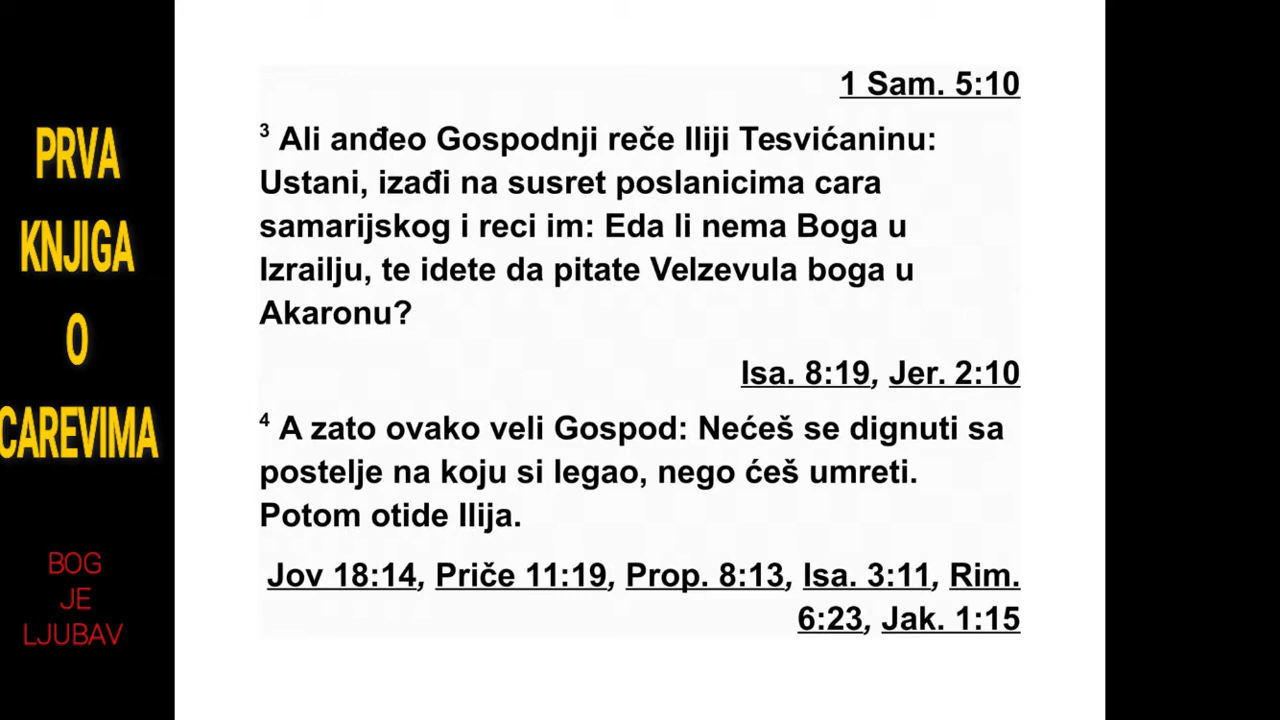 PRVA
KNJIGA
O
CAREVIMA
BOG
JE
LJUBAV
1 Sam. 5:10
3 Ali anđeo Gospodnji reče Iliji Tesvićaninu:
Ustani, izađi na susret poslanicima cara
samarijskog i reci im: Eda li nema Boga u
Izrailju, te idete da pitate Velzevula boga u
Akaronu?
Isa. 8:19, Jer. 2:10
4 A zato ovako veli Gospod: Nećeš se dignuti sa
postelje na koju si legao, nego ćeš umreti.
Potom otide Ilija.
Jov 18:14, Priče 11:19, Prop. 8:13, Isa. 3:11, Rim.
6:23, Jak. 1:15